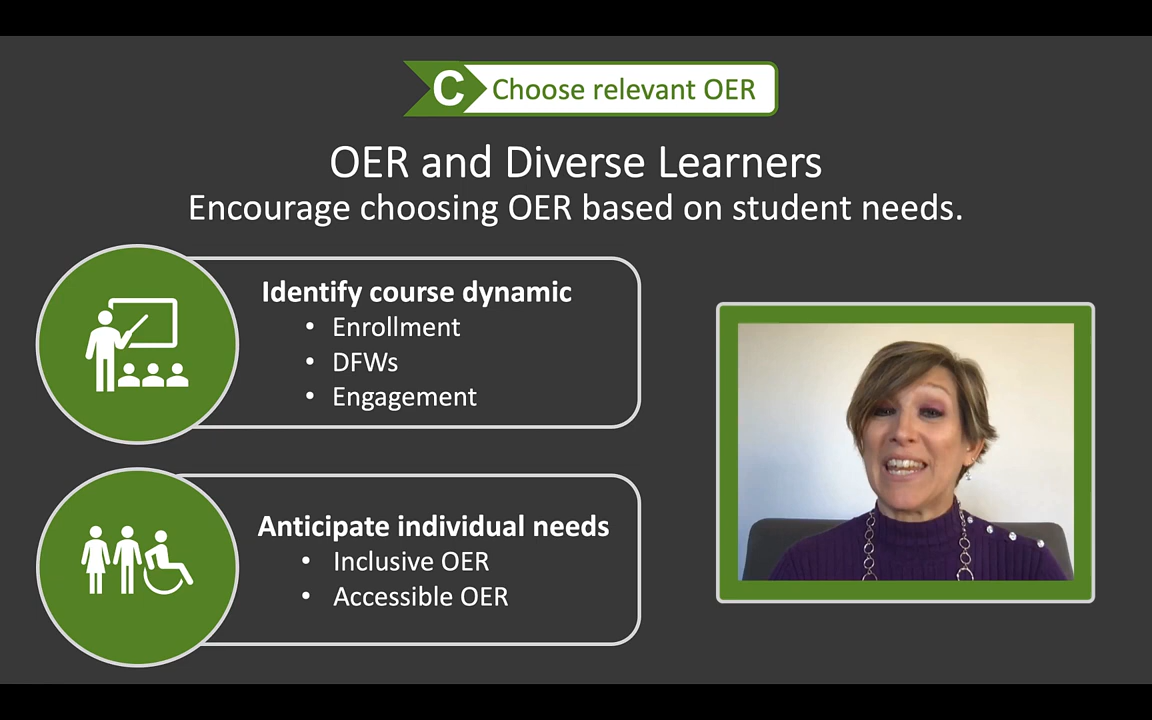 C Choose relevant OER
OER and Diverse Learners
Encourage choosing OER based on student needs.
Identify course dynamic
• Enrollment
• DFWs
• Engagement
Anticipate individual needs
• Inclusive OER
• Accessible OER